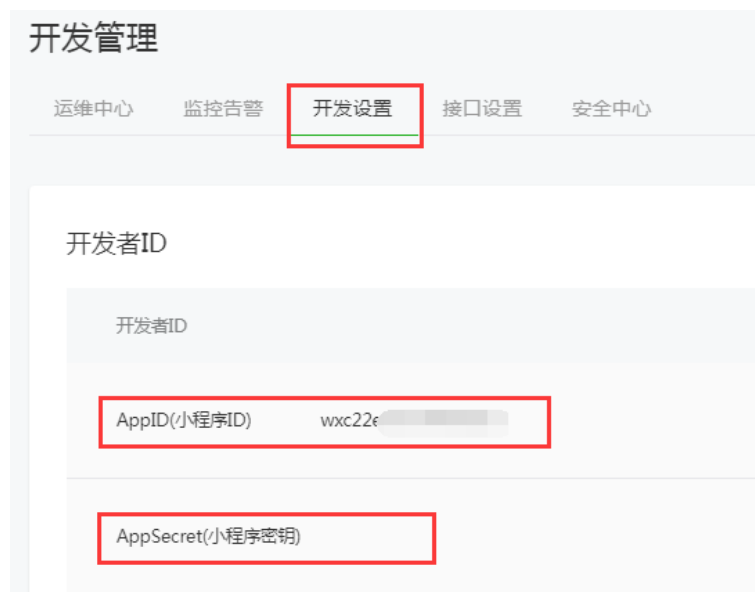 开发管理
运维中心 监控告警 开发设置 接口设置 安全中心
开发者ID
开发者ID
AppID(小程序ID) wxc22e
AppSecret(小程序密钥)